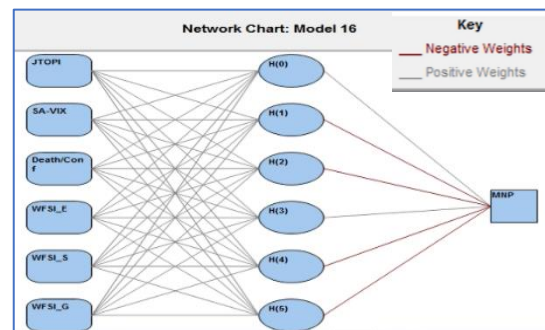 Network Chart: Model 16
Key
Negative Weights
Positive Weights
JTOPI
SA-VIX
Death/Con
f
WFSI_E
WFSI_S
WFSI_G
H(0)
H(1)
H(2)
H(3)
H(4)
H(5)
MNP